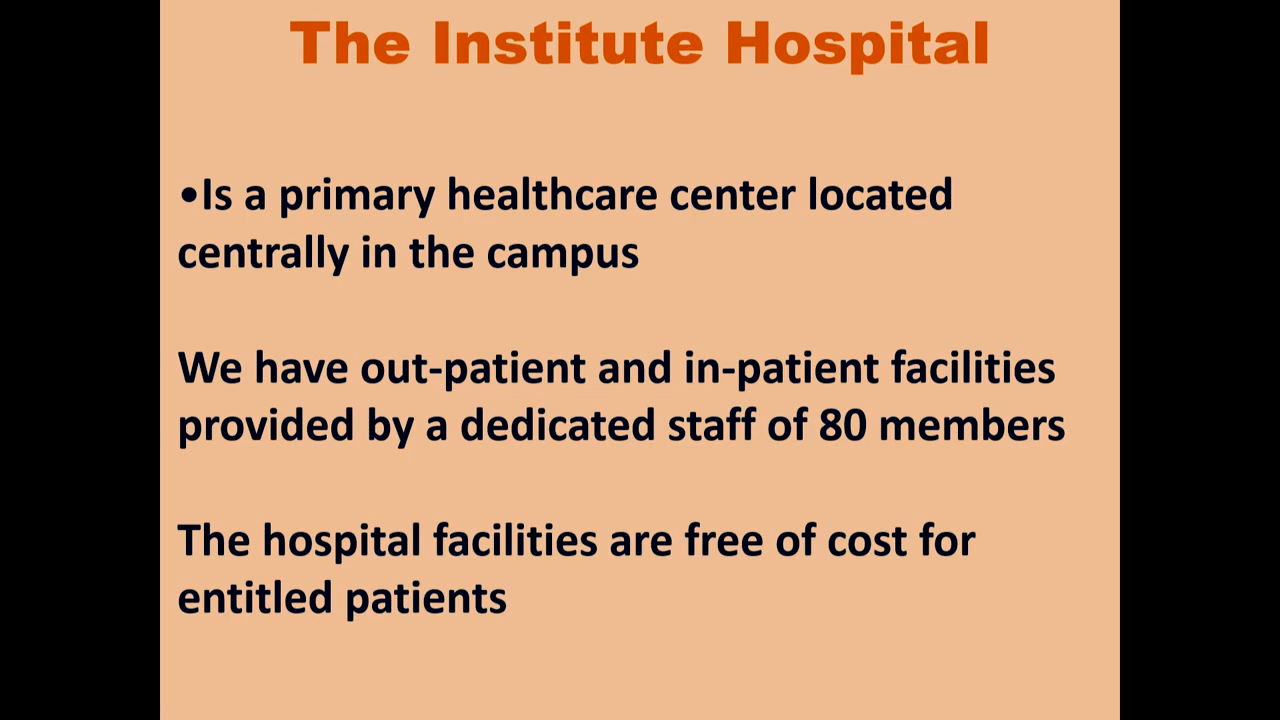 The Institute Hospital
•Is a primary healthcare center located
centrally in the campus
We have out-patient and in-patient facilities
provided by a dedicated staff of 80 members
The hospital facilities are free of cost for
entitled patients